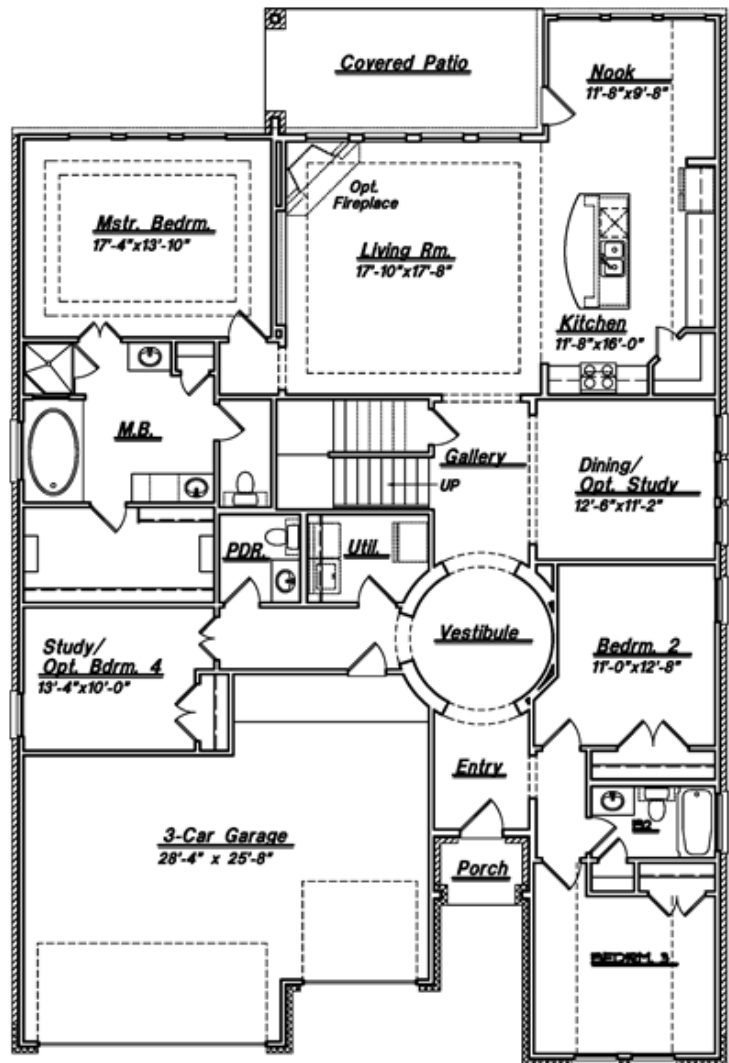 Covered Patio
Nook
11'-8"x9'-8"
Opt.
Fireplace
Mstr. Bedrm.
17'-4"x13'-10"
Living Rm.
17'-10"x17'-8"
Kitchen
11'-8"x16'-0"
M.B.
Gallery
UP
Dining/
Opt. Study
12'-6"x11'-2"
PDR.
Util.
Vestibule
Study/
Opt. Bdrm. 4
13'-4"x10'-0"
Bedrm. 2
11'-0"x12'-8"
Entry
B2
3-Car Garage
28'-4" x 25'-8"
Porch
BEDRM. 3